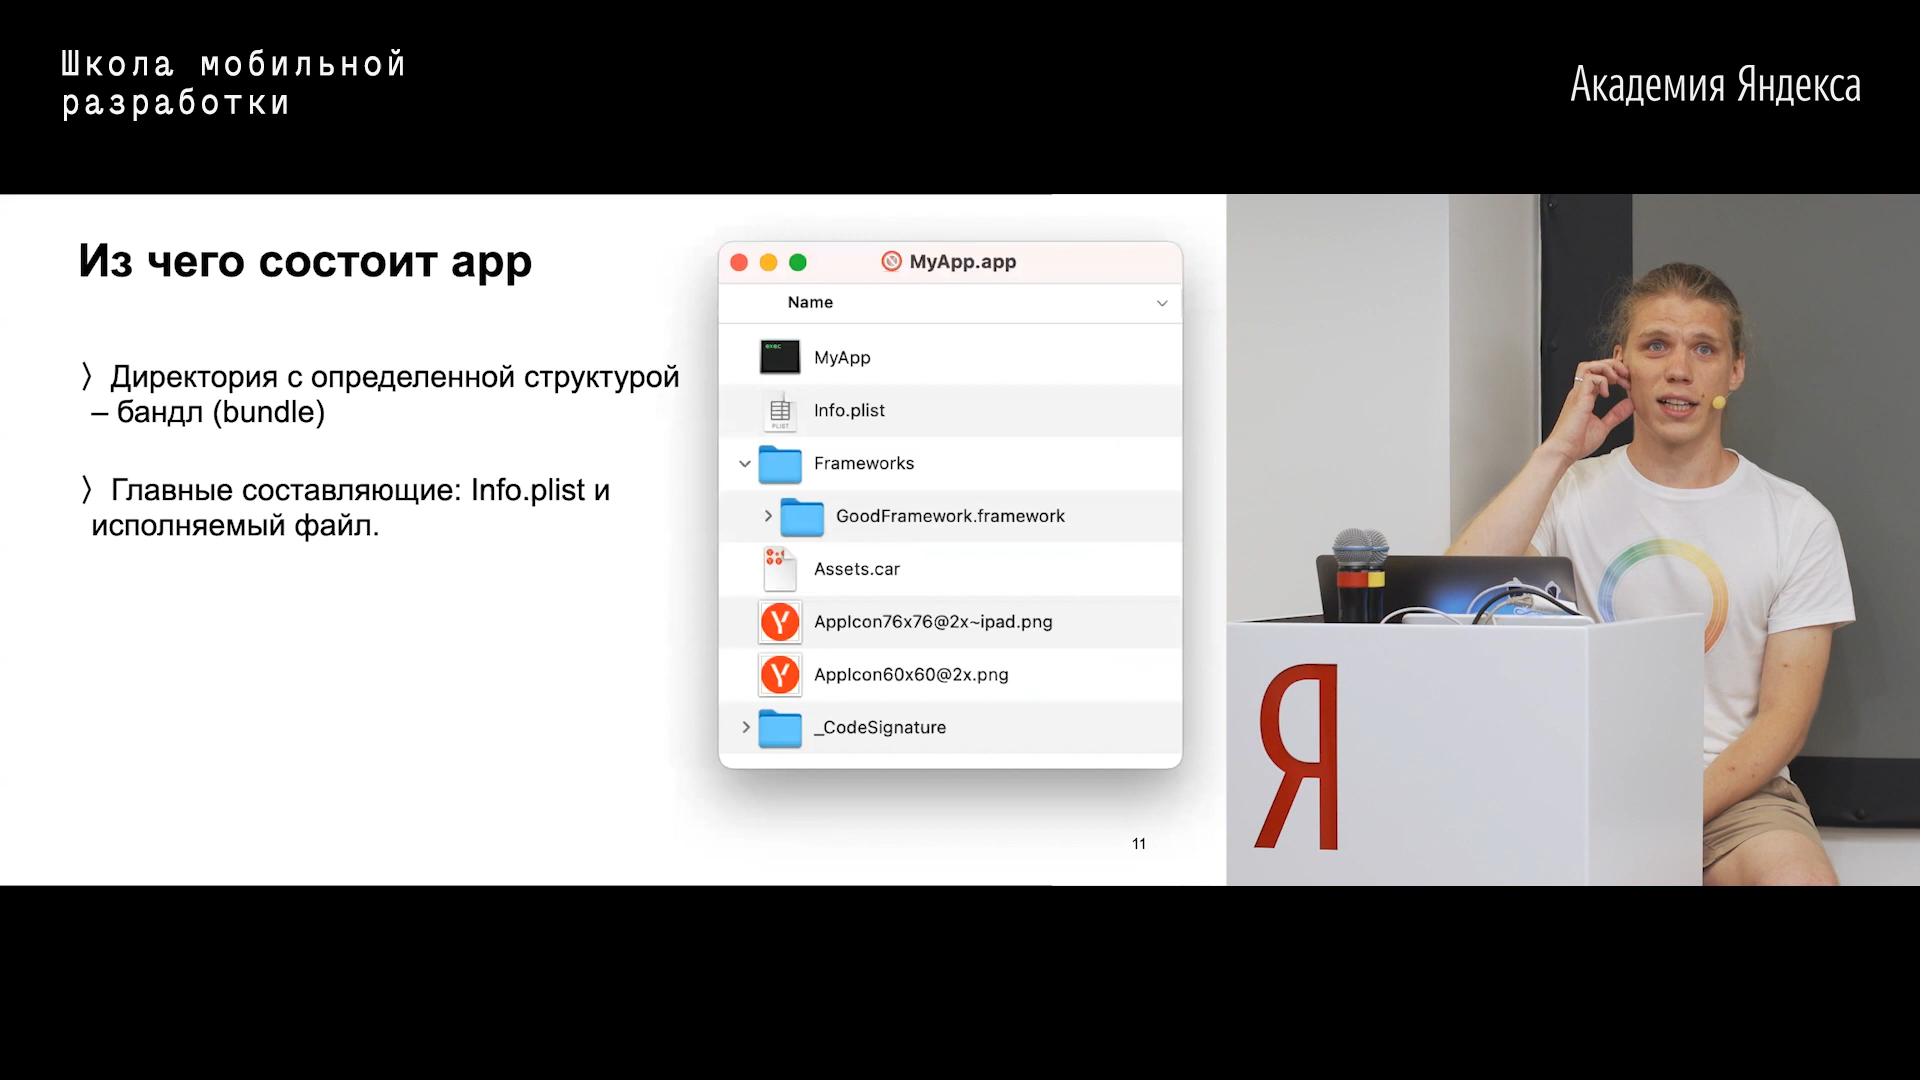 Школа мобильной
разработки
Академия Яндекса
Из чего состоит app
〉Директория с определенной структурой
– бандл (bundle)
〉Главные составляющие: Info.plist и
исполняемый файл.
MyApp.app
Name
exec
MyApp
PLIST
Info.plist
Frameworks
GoodFramework.framework
Assets.car
AppIcon76x76@2x~ipad.png
AppIcon60x60@2x.png
_CodeSignature
11
Я